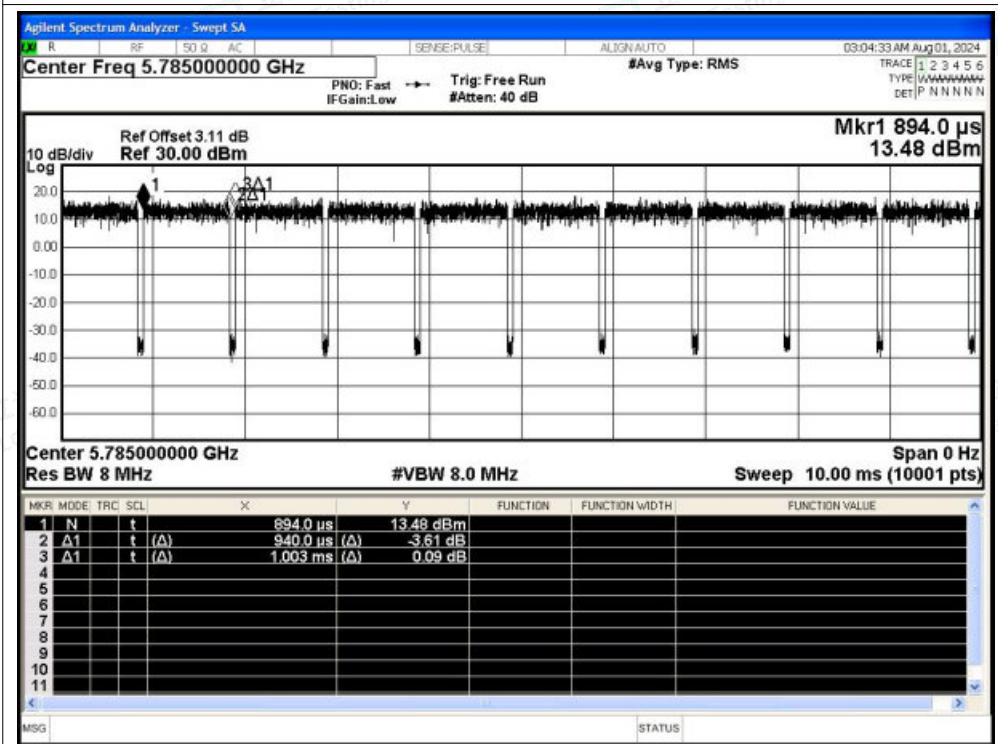 Agilent Spectrum Analyzer - Swept SA
R RF 50 Ω AC SENSE:PULSE ALIGN AUTO 03:04:33 AM Aug 01, 2024
Center Freq 5.785000000 GHz #Avg Type: RMS TRACE 1 2 3 4 5 6
PNO: Fast Trig: Free Run TYPE
IFGain:Low #Atten: 40 dB DET P N N N N N
Mkr1 894.0 µs
Ref Offset 3.11 dB
10 dB/div Ref 30.00 dBm 13.48 dBm
Log
20.0
10.0
0.00
-10.0
-20.0
-30.0
-40.0
-50.0
-60.0
1
3Δ1
2Δ1
Center 5.785000000 GHz Span 0 Hz
Res BW 8 MHz #VBW 8.0 MHz Sweep 10.00 ms (10001 pts)
MKR MODE TRC SCL X Y FUNCTION FUNCTION WIDTH FUNCTION VALUE
1 N t 894.0 µs 13.48 dBm
2 Δ1 t (Δ) 940.0 µs (Δ) -3.61 dB
3 Δ1 t (Δ) 1.003 ms (Δ) 0.09 dB
4
5
6
7
8
9
10
11
MSG STATUS